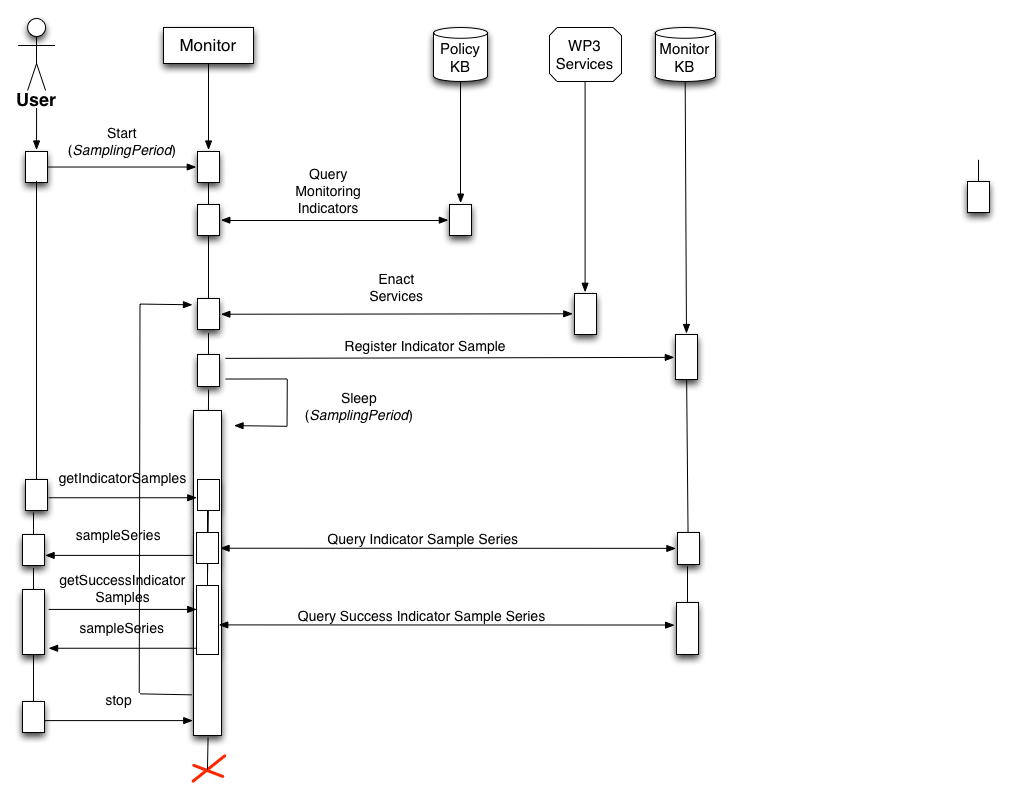 Monitor
Policy
KB
WP3
Services
Monitor
KB
User
Start
(SamplingPeriod)
Query
Monitoring
Indicators
Enact
Services
Register Indicator Sample
Sleep
(SamplingPeriod)
getIndicatorSamples
sampleSeries
Query Indicator Sample Series
getSuccessIndicator
Samples
Query Success Indicator Sample Series
sampleSeries
stop